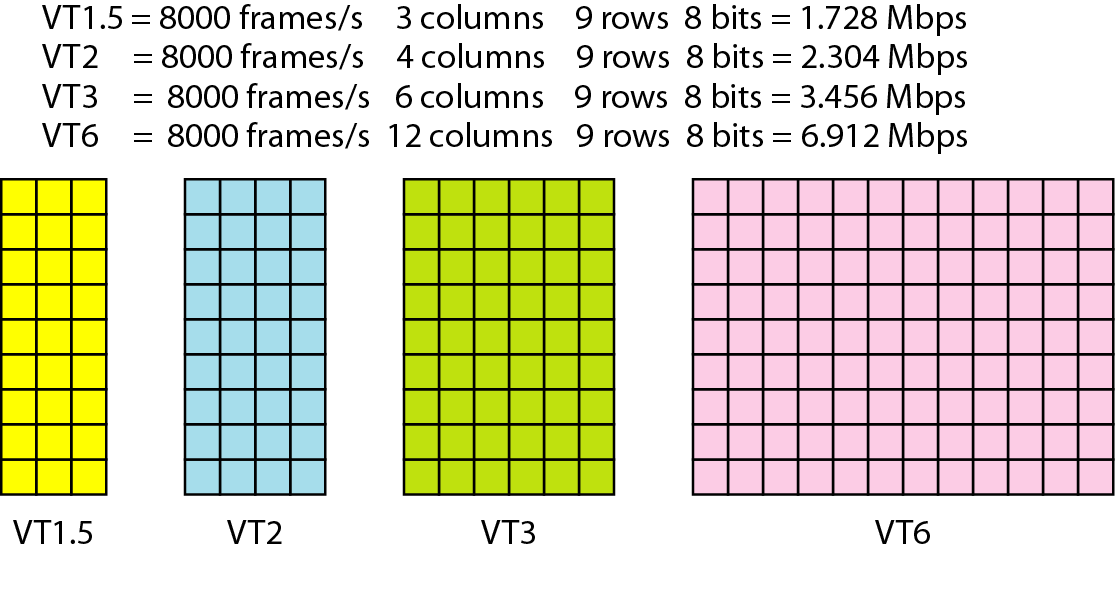 VT1.5 = 8000 frames/s 3 columns 9 rows 8 bits = 1.728 Mbps
VT2 = 8000 frames/s 4 columns 9 rows 8 bits = 2.304 Mbps
VT3 = 8000 frames/s 6 columns 9 rows 8 bits = 3.456 Mbps
VT6 = 8000 frames/s 12 columns 9 rows 8 bits = 6.912 Mbps
VT1.5 VT2 VT3 VT6